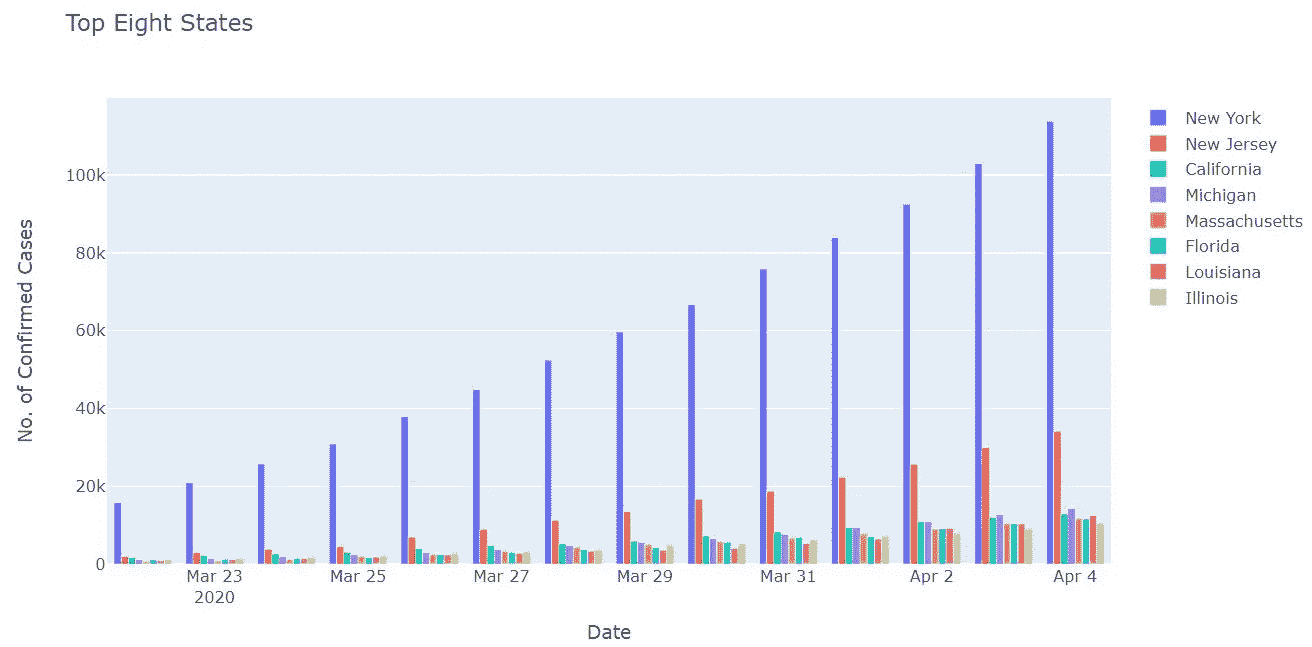 Top Eight States
No. of Confirmed Cases
100k
80k
60k
40k
20k
0
Mar 23
2020
Mar 25
Mar 27
Mar 29
Mar 31
Apr 2
Apr 4
Date
New York
New Jersey
California
Michigan
Massachusetts
Florida
Louisiana
Illinois